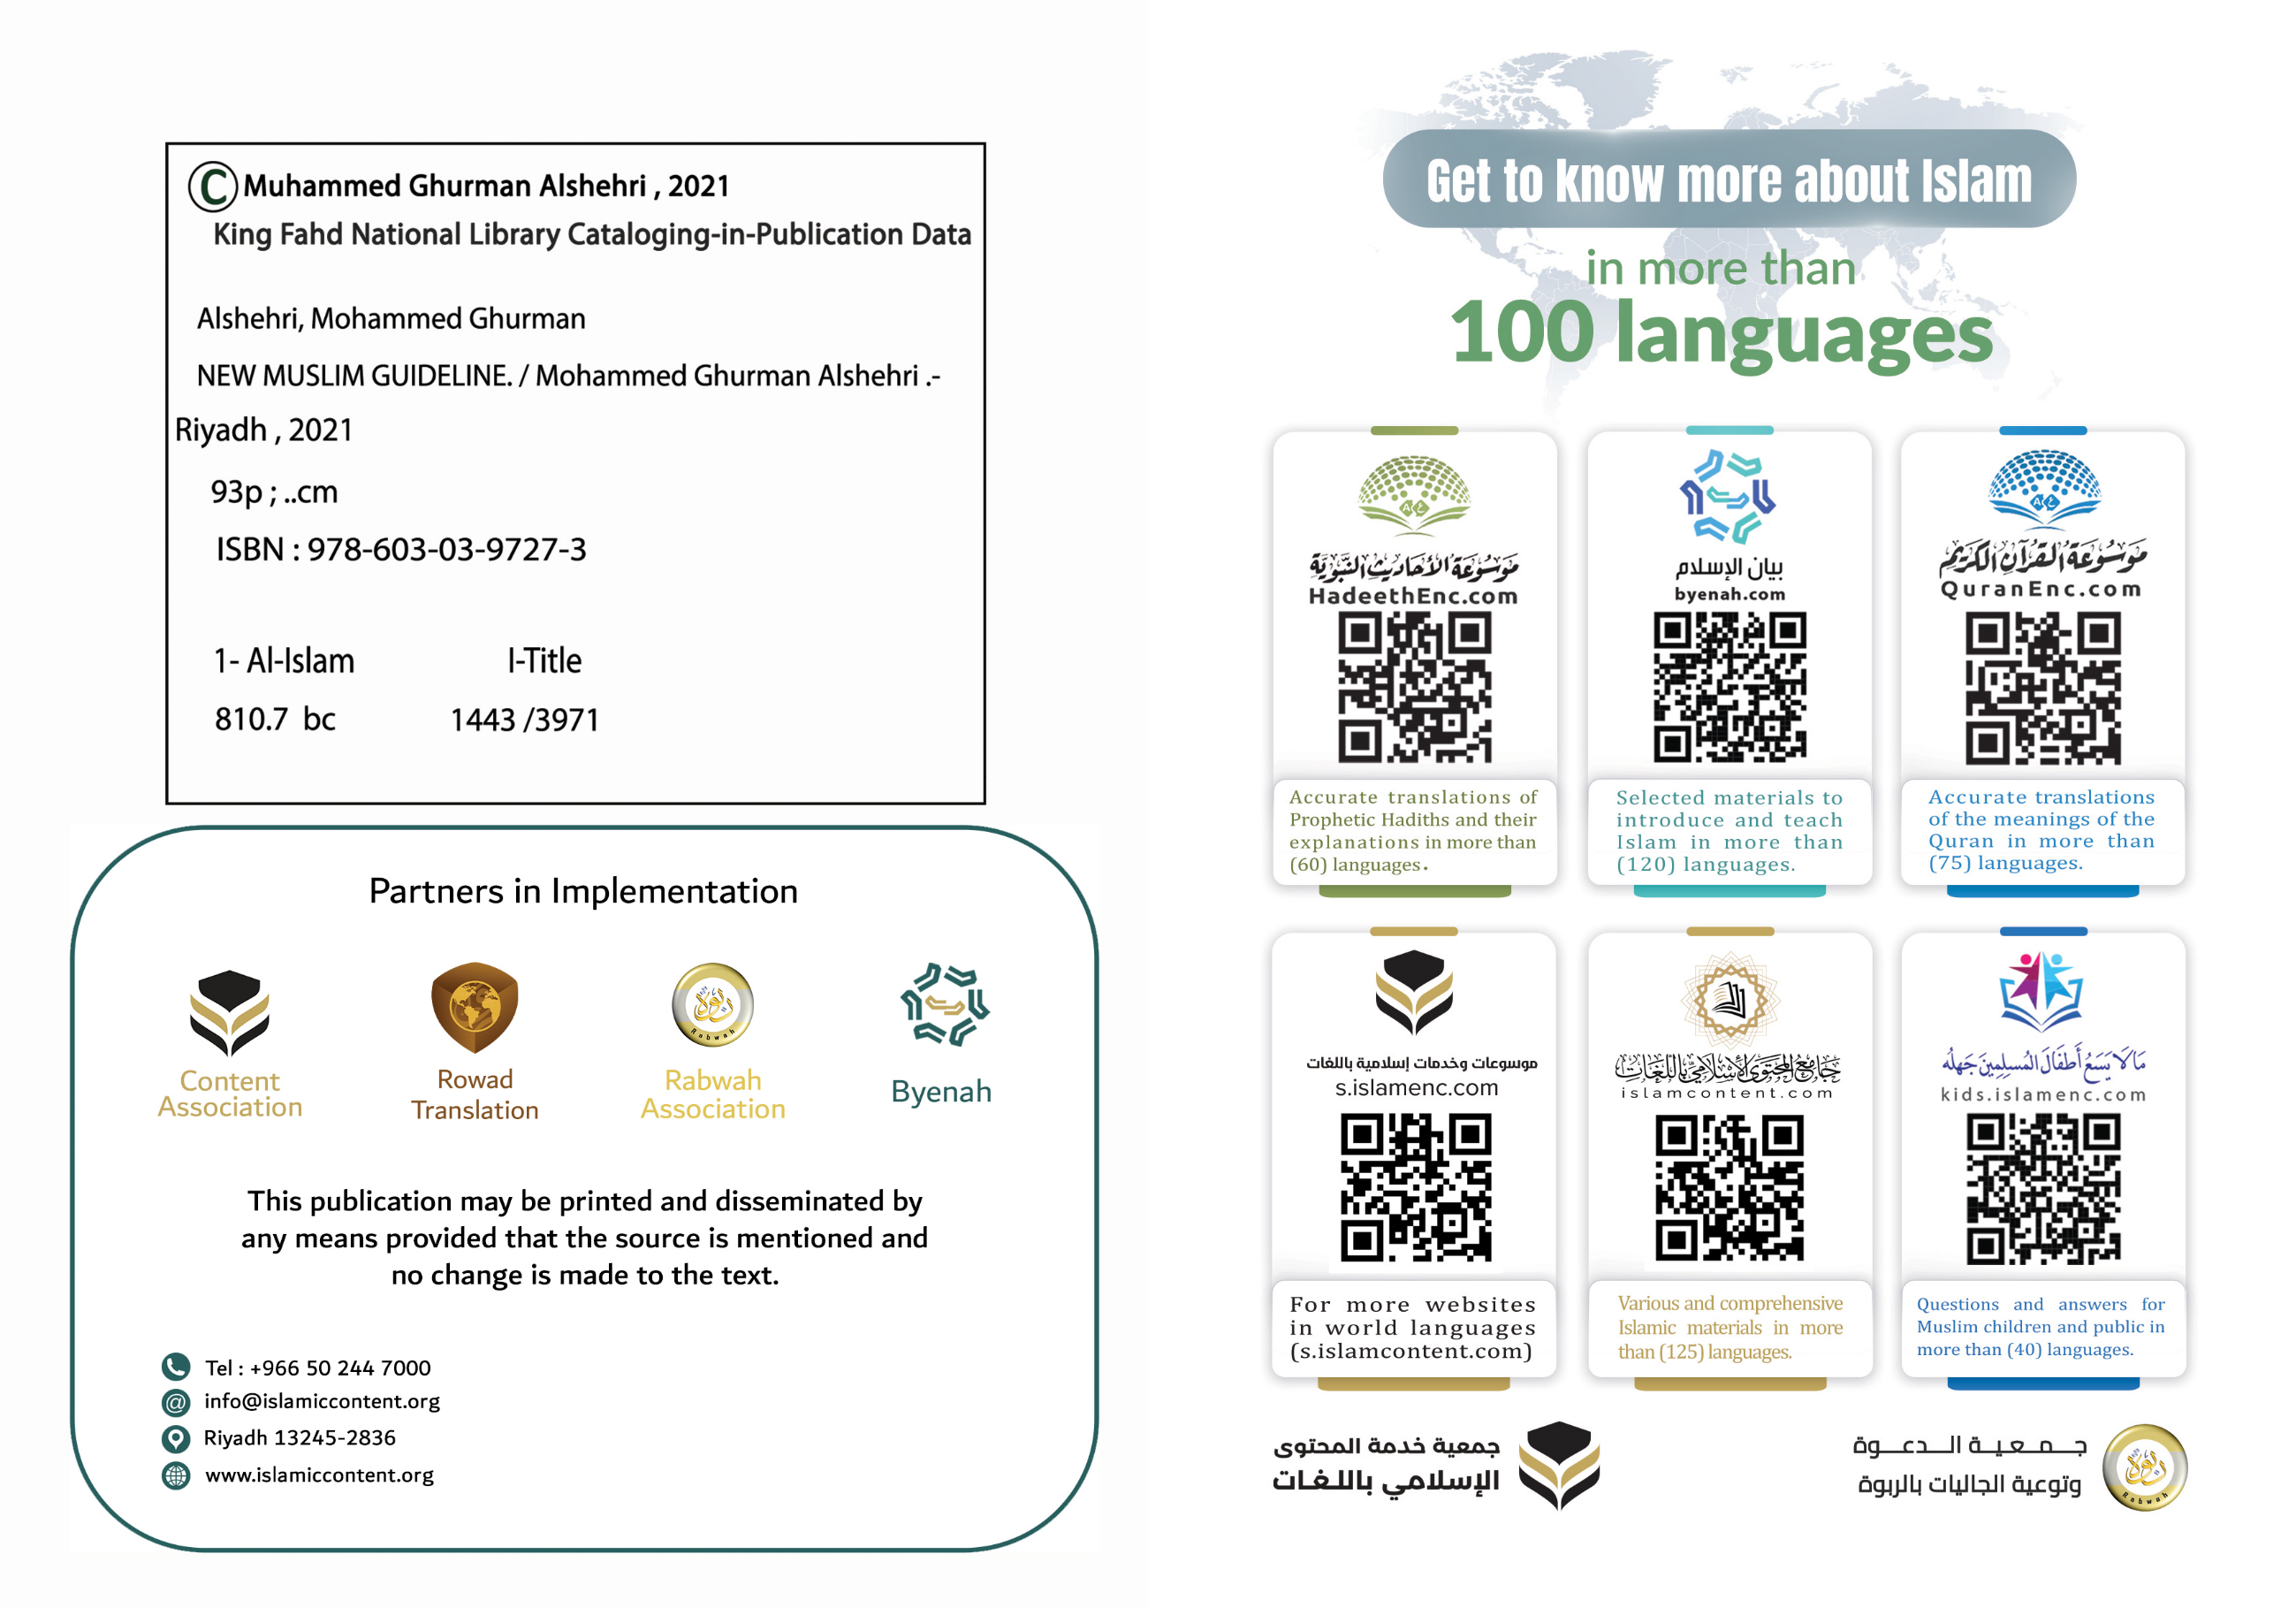 © Muhammed Ghurman Alshehri , 2021
King Fahd National Library Cataloging-in-Publication Data
Alshehri, Mohammed Ghurman
NEW MUSLIM GUIDELINE. / Mohammed Ghurman Alshehri .-
Riyadh , 2021
93p ; ..cm
ISBN : 978-603-03-9727-3
1- Al-Islam I-Title
810.7 bc 1443 /3971
Partners in Implementation
Content
Association
Rowad
Translation
Rabwah
Rabwah
Association
Byenah
This publication may be printed and disseminated by
any means provided that the source is mentioned and
no change is made to the text.
Tel : +966 50 244 7000
info@islamiccontent.org
Riyadh 13245-2836
www.islamiccontent.org
Get to know more about Islam
in more than
100 languages
موسوعة الأحاديث النبوية
HadeethEnc.com
Accurate translations of
Prophetic Hadiths and their
explanations in more than
(60) languages.
بيان الإسلام
byenah.com
Selected materials to
introduce and teach
Islam in more than
(120) languages.
موسوعة القرآن الكريم
QuranEnc.com
Accurate translations
of the meanings of the
Quran in more than
(75) languages.
موسوعات وخدمات إسلامية باللغات
s.islamenc.com
For more websites
in world languages
(s.islamcontent.com)
جامع المحتوى الإسلامي باللغات
islamcontent.com
Various and comprehensive
Islamic materials in more
than (125) languages.
مَا لَا يَسَعُ أَطْفَالَ المُسلِمِينَ جَهلُه
kids.islamenc.com
Questions and answers for
Muslim children and public in
more than (40) languages.
جمعية خدمة المحتوى
الإسلامي باللغات
جـمـعـيـة الــدعــوة
وتوعية الجاليات بالربوة
Rabwah